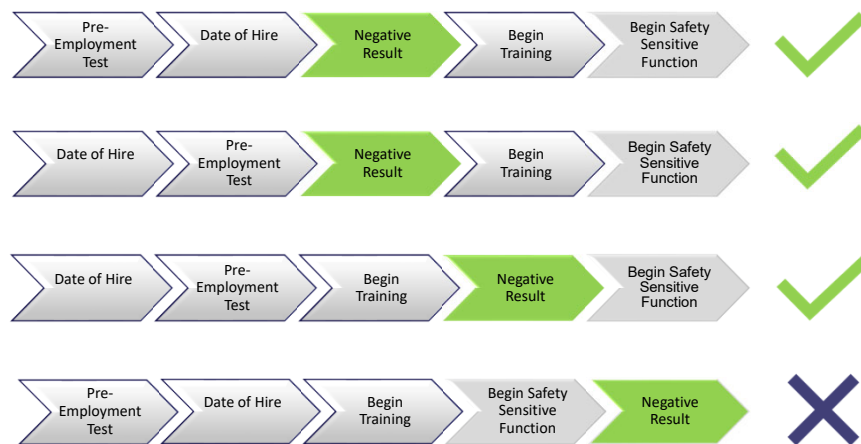 Pre-
Employment
Test
Date of Hire
Negative
Result
Begin
Training
Begin Safety
Sensitive
Function
Date of Hire
Pre-
Employment
Test
Negative
Result
Begin
Training
Begin Safety
Sensitive
Function
Date of Hire
Pre-
Employment
Test
Begin
Training
Negative
Result
Begin Safety
Sensitive
Function
Pre-
Employment
Test
Date of Hire
Begin
Training
Begin Safety
Sensitive
Function
Negative
Result